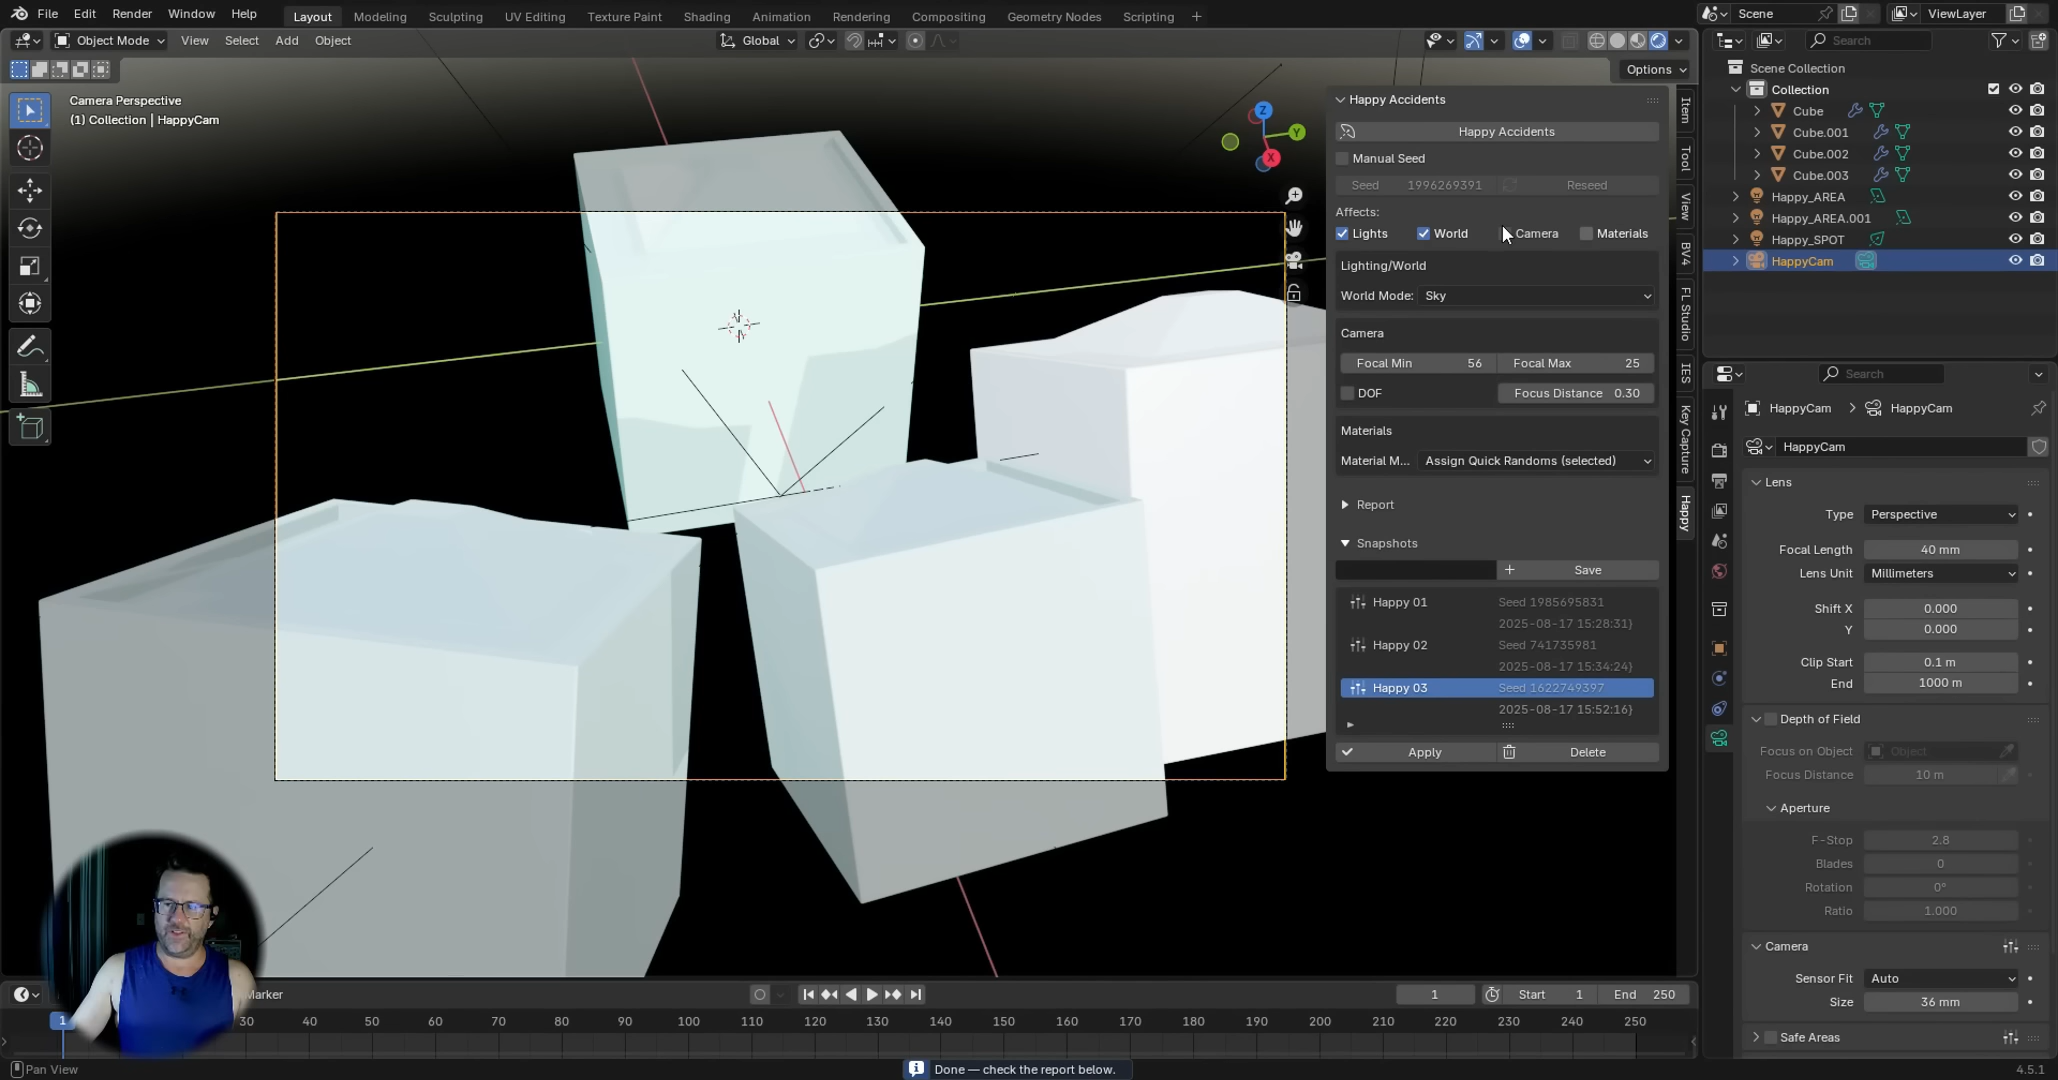 File Edit Render Window Help Layout Modeling Sculpting UV Editing Texture Paint Shading Animation Rendering Compositing Geometry Nodes Scripting + Scene ViewLayer
Object Mode View Select Add Object Global Search
Options
Camera Perspective
(1) Collection | HappyCam
Z
Y
X
Happy Accidents
Happy Accidents
Manual Seed
Seed 1996269391 Reseed
Affects:
Lights World Camera Materials
Lighting/World
World Mode: Sky
Camera
Focal Min 56 Focal Max 25
DOF Focus Distance 0.30
Materials
Material M... Assign Quick Randoms (selected)
Report
Snapshots
+ Save
Happy 01 Seed 1985695831
2025-08-17 15:28:31)
Happy 02 Seed 741735981
2025-08-17 15:34:24)
Happy 03 Seed 1622749397
2025-08-17 15:52:16)
Apply Delete
Item
Tool
View
BV4
FL Studio
IES
Key Capture
Happy
Scene Collection
Collection
Cube
Cube.001
Cube.002
Cube.003
Happy_AREA
Happy_AREA.001
Happy_SPOT
HappyCam
Search
HappyCam > HappyCam
HappyCam
Lens
Type Perspective
Focal Length 40 mm
Lens Unit Millimeters
Shift X 0.000
Y 0.000
Clip Start 0.1 m
End 1000 m
Depth of Field
Focus on Object Object
Focus Distance 10 m
Aperture
F-Stop 2.8
Blades 0
Rotation 0°
Ratio 1.000
Camera
Sensor Fit Auto
Size 36 mm
Safe Areas
Marker 1 Start 1 End 250
1 30 40 50 60 70 80 90 100 110 120 130 140 150 160 170 180 190 200 210 220 230 240 250
Pan View Done — check the report below. 4.5.1